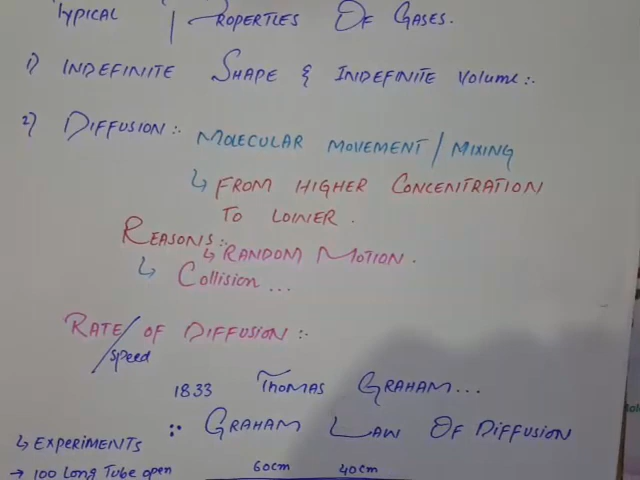 Typical Properties Of Gases.
1) Indefinite Shape & Indefinite Volume :.
2) Diffusion :. Molecular Movement / Mixing
↳ From Higher Concentration
To Lower.
Reasons :.
↳ Random Motion.
↳ Collision...
Rate/ of Diffusion :.
/Speed
1833 Thomas Graham...
↳ Experiments :: Graham Law Of Diffusion
→ 100 Long Tube open 60cm 40cm